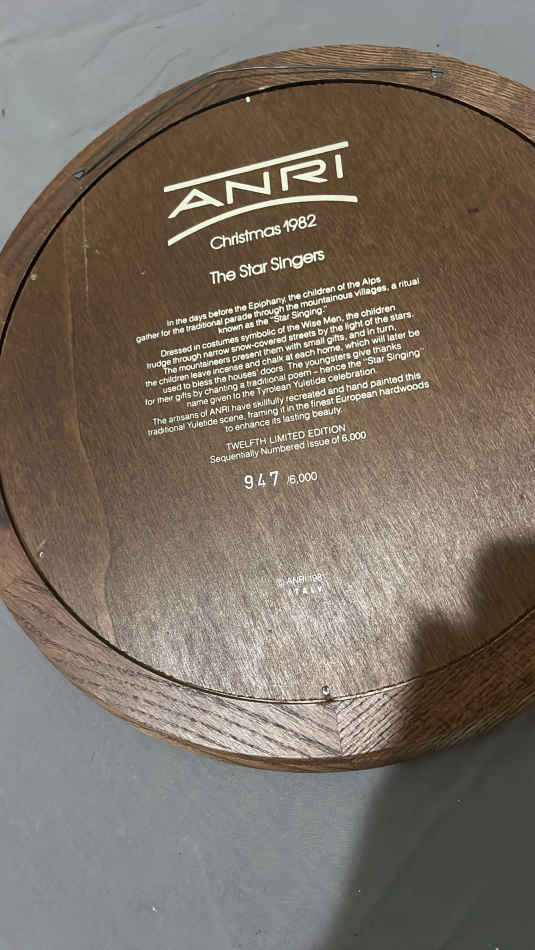 ANRI
Christmas 1982
The Star Singers
In the days before the Epiphany, the children of the Alps
gather for the traditional parade through the mountainous villages, a ritual
known as the "Star Singing."
Dressed in costumes symbolic of the Wise Men, the children
trudge through narrow snow-covered streets by the light of the stars.
The mountaineers present them with small gifts, and in turn,
the children leave incense and chalk at each home, which will later be
used to bless the houses' doors. The youngsters give thanks
for their gifts by chanting a traditional poem – hence the "Star Singing"
name given to the Tyrolean Yuletide celebration.
The artisans of ANRI have skillfully recreated and hand painted this
traditional Yuletide scene, framing it in the finest European hardwoods
to enhance its lasting beauty.
TWELFTH LIMITED EDITION
Sequentially Numbered Issue of 6,000
947 /6,000
© ANRI 198
ITALY